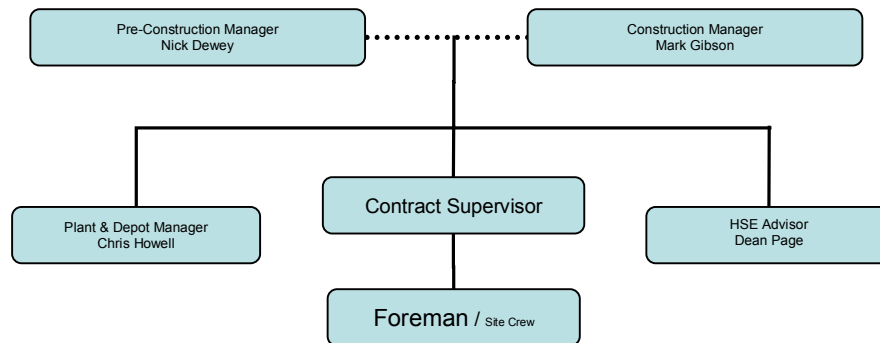 Pre-Construction Manager
Nick Dewey
Construction Manager
Mark Gibson
Plant & Depot Manager
Chris Howell
Contract Supervisor
HSE Advisor
Dean Page
Foreman / Site Crew